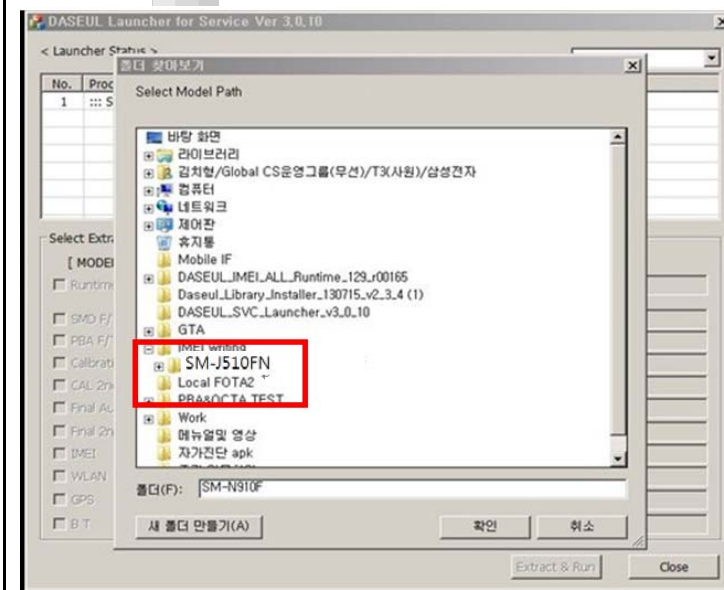 DASEUL Launcher for Service Ver 3,0,10
< Launcher Status >
폴더 찾아보기
No. Proc
1 ::: S
Select Model Path
바탕 화면
라이브러리
김치형/Global CS운영그룹(무선)/T3(사원)/삼성전자
컴퓨터
네트워크
제어판
휴지통
Mobile IF
DASEUL_IMEI_ALL_Runtime_129_r00165
Daseul_Library_Installer_130715_v2_3_4 (1)
DASEUL_SVC_Launcher_v3_0_10
GTA
IMEI writing
SM-J510FN
Local FOTA2
PBA&OCTA TEST
Work
메뉴얼및 영상
자가진단 apk
폴더(F): SM-N910F
새 폴더 만들기(A) 확인 취소
Select Extra
[ MODEL
Runtime
SMD F/
PBA F/T
Calibrati
CAL 2n
Final Au
Final 2n
IMEI
WLAN
GPS
B T
Extract & Run Close